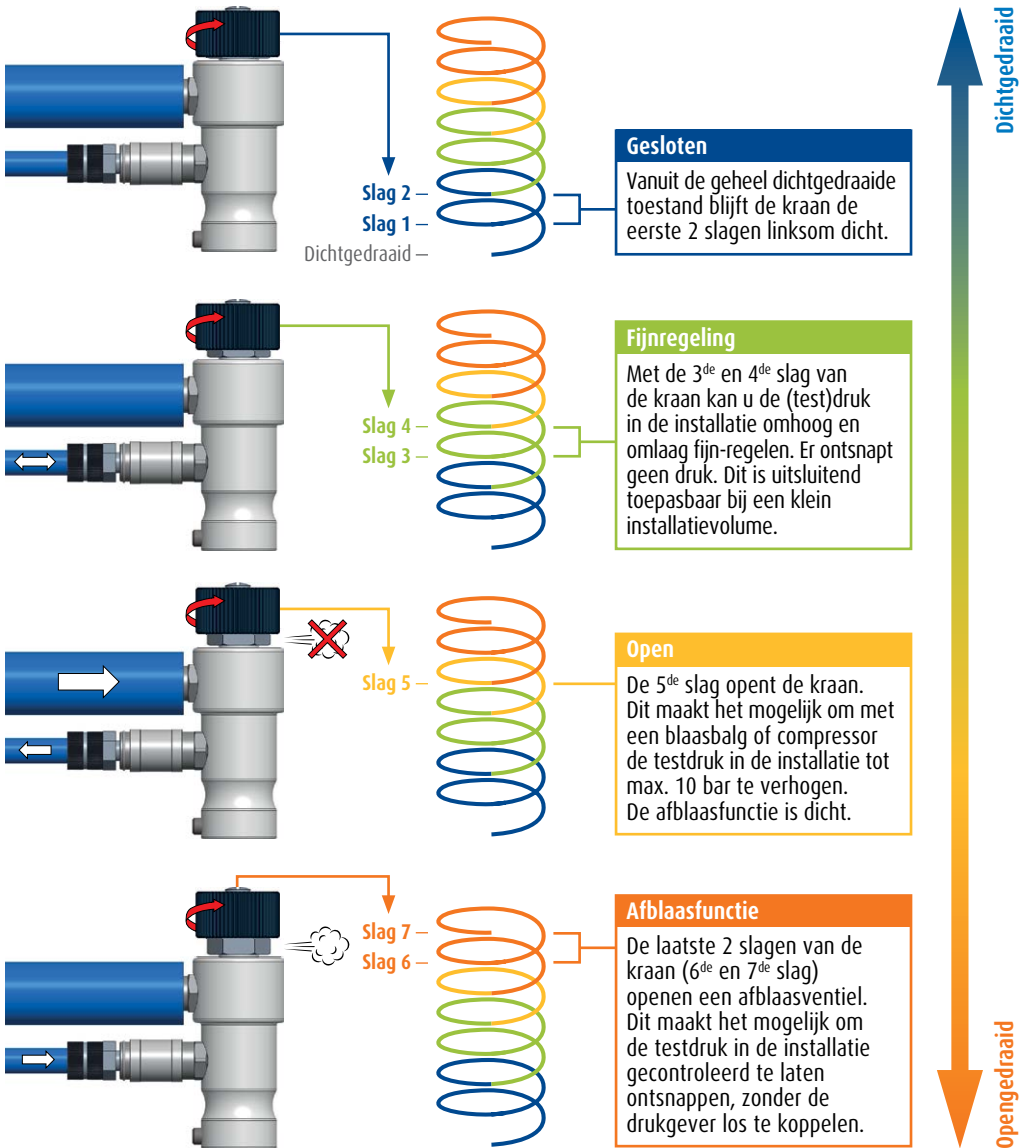 Dichtgedraaid
Gesloten
Vanuit de geheel dichtgedraaide
toestand blijft de kraan de
eerste 2 slagen linksom dicht.
Slag 2
Slag 1
Dichtgedraaid
Fijnregeling
Met de 3de en 4de slag van
de kraan kan u de (test)druk
in de installatie omhoog en
omlaag fijn-regelen. Er ontsnapt
geen druk. Dit is uitsluitend
toepasbaar bij een klein
installatievolume.
Slag 4
Slag 3
Open
De 5de slag opent de kraan.
Dit maakt het mogelijk om met
een blaasbalg of compressor
de testdruk in de installatie tot
max. 10 bar te verhogen.
De afblaasfunctie is dicht.
Slag 5
Afblaasfunctie
De laatste 2 slagen van de
kraan (6de en 7de slag)
openen een afblaasventiel.
Dit maakt het mogelijk om
de testdruk in de installatie
gecontroleerd te laten
ontsnappen, zonder de
drukgever los te koppelen.
Slag 7
Slag 6
Opengedraaid